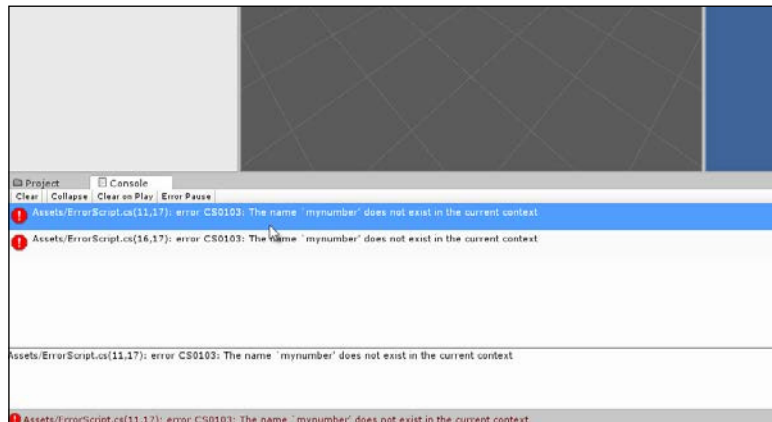 Project Console
Clear Collapse Clear on Play Error Pause
Assets/ErrorScript.cs(11,17): error CS0103: The name `mynumber' does not exist in the current context
Assets/ErrorScript.cs(16,17): error CS0103: The name `mynumber' does not exist in the current context
Assets/ErrorScript.cs(11,17): error CS0103: The name `mynumber' does not exist in the current context
Assets/ErrorScript.cs(11,17): error CS0103: The name `mynumber' does not exist in the current context